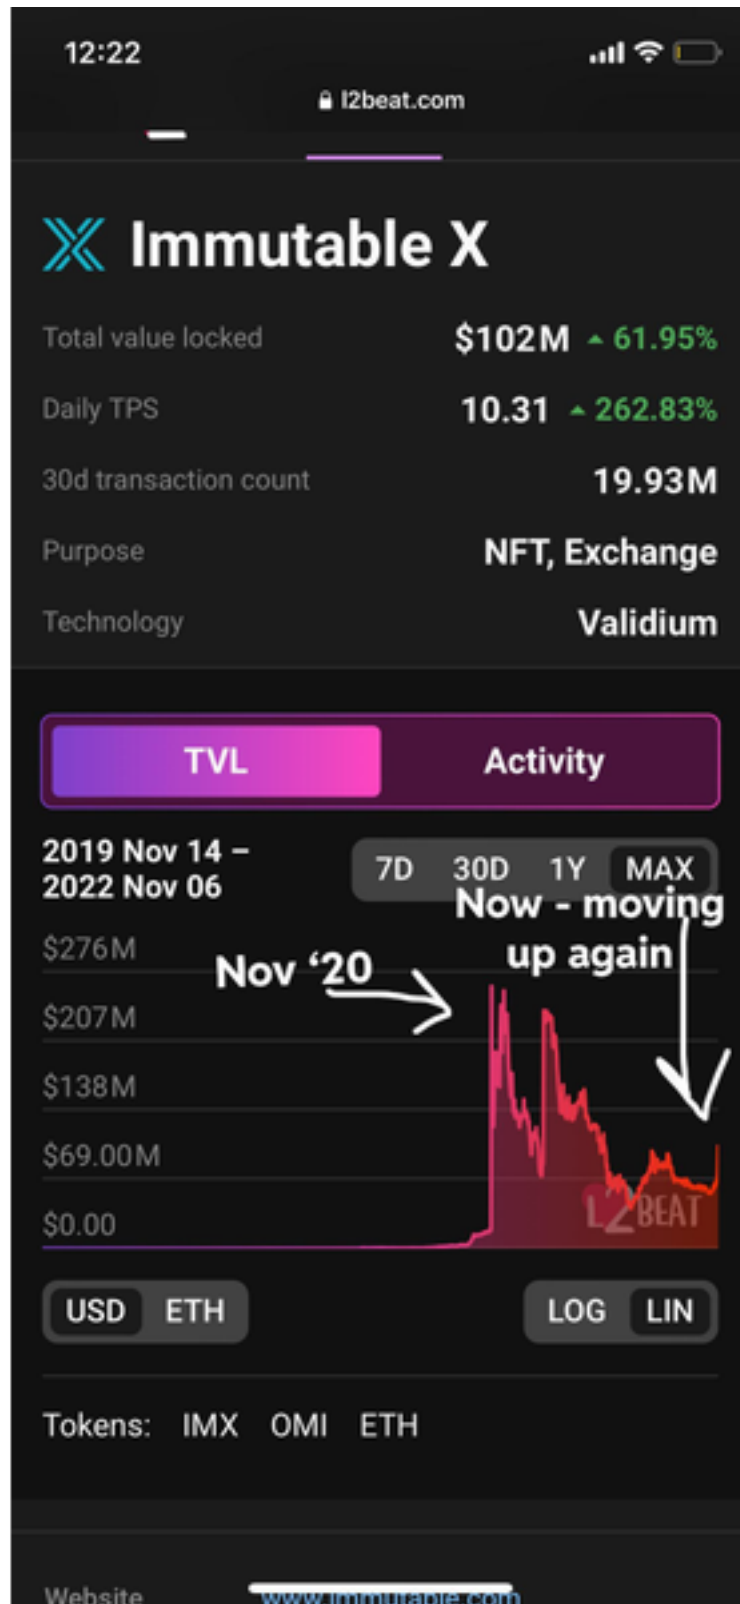 12:22
l2beat.com
Immutable X
Total value locked $102M 61.95%
Daily TPS 10.31 262.83%
30d transaction count 19.93M
Purpose NFT, Exchange
Technology Validium
TVL Activity
2019 Nov 14 –
2022 Nov 06
7D 30D 1Y MAX
Now - moving
up again
Nov ‘20
$276M
$207M
$138M
$69.00M
$0.00
L2BEAT
USD ETH LOG LIN
Tokens: IMX OMI ETH
Website www.immutable.com